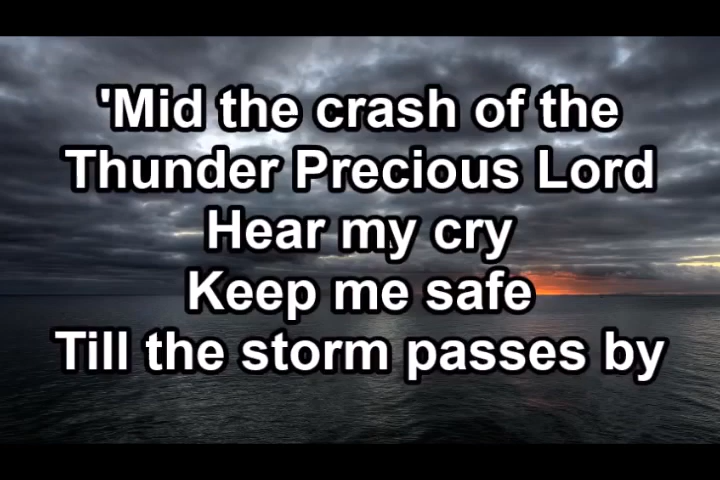 'Mid the crash of the
Thunder Precious Lord
Hear my cry
Keep me safe
Till the storm passes by